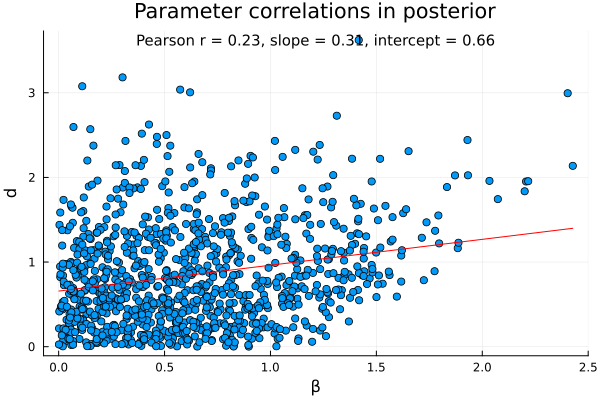 Parameter correlations in posterior
Pearson r = 0.23, slope = 0.31, intercept = 0.66
3
d
2
1
0
0.0 0.5 1.0 1.5 2.0 2.5
β